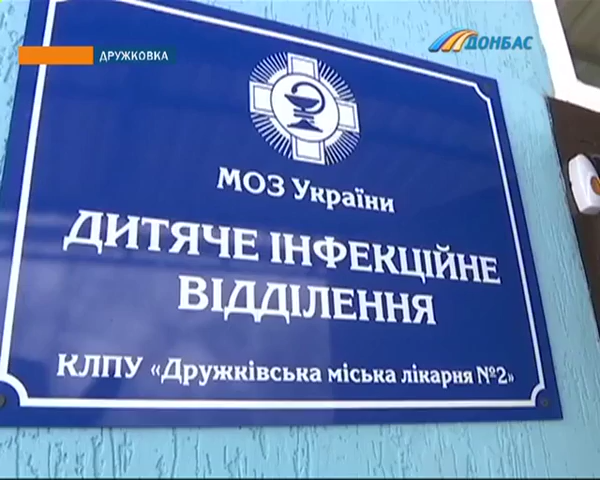 ДРУЖКОВКА
ДОНБАС
МОЗ України
ДИТЯЧЕ ІНФЕКЦІЙНЕ
ВІДДІЛЕННЯ
КЛПУ «Дружківська міська лікарня №2»